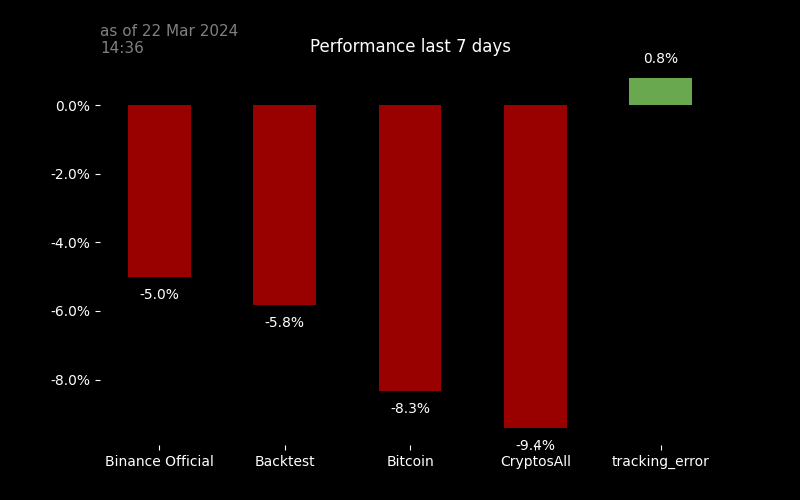 as of 22 Mar 2024
14:36
Performance last 7 days
0.8%
0.0%
-2.0%
-4.0%
-6.0%
-8.0%
-5.0%
-5.8%
-8.3%
-9.4%
Binance Official
Backtest
Bitcoin
CryptosAll
tracking_error